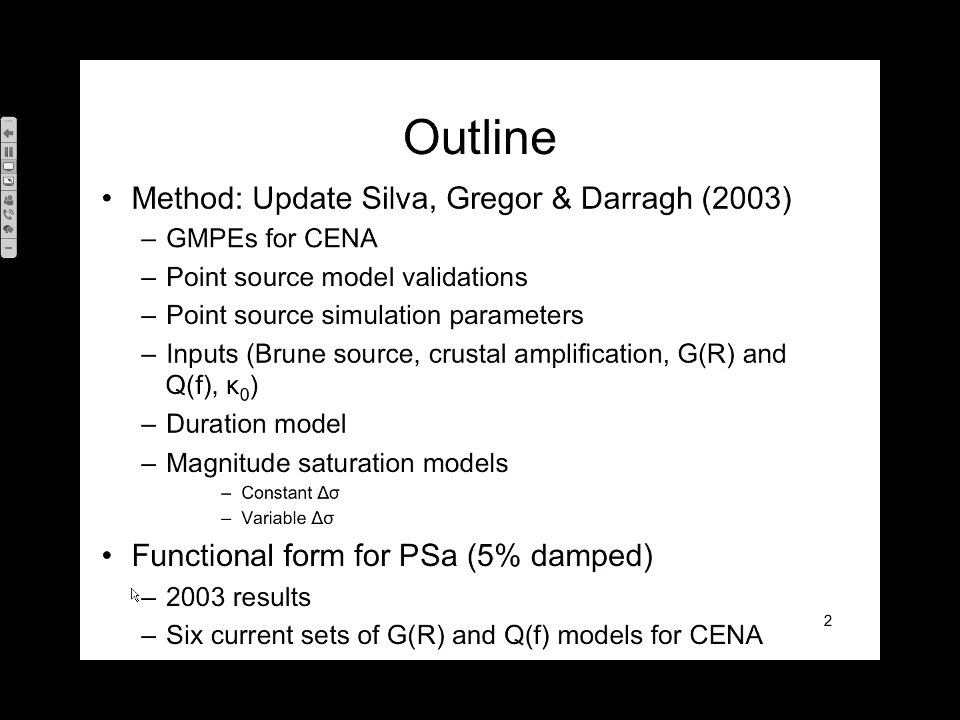 Outline
• Method: Update Silva, Gregor & Darragh (2003)
– GMPEs for CENA
– Point source model validations
– Point source simulation parameters
– Inputs (Brune source, crustal amplification, G(R) and
Q(f), κ₀)
– Duration model
– Magnitude saturation models
– Constant Δσ
– Variable Δσ
• Functional form for PSa (5% damped)
– 2003 results
– Six current sets of G(R) and Q(f) models for CENA
2